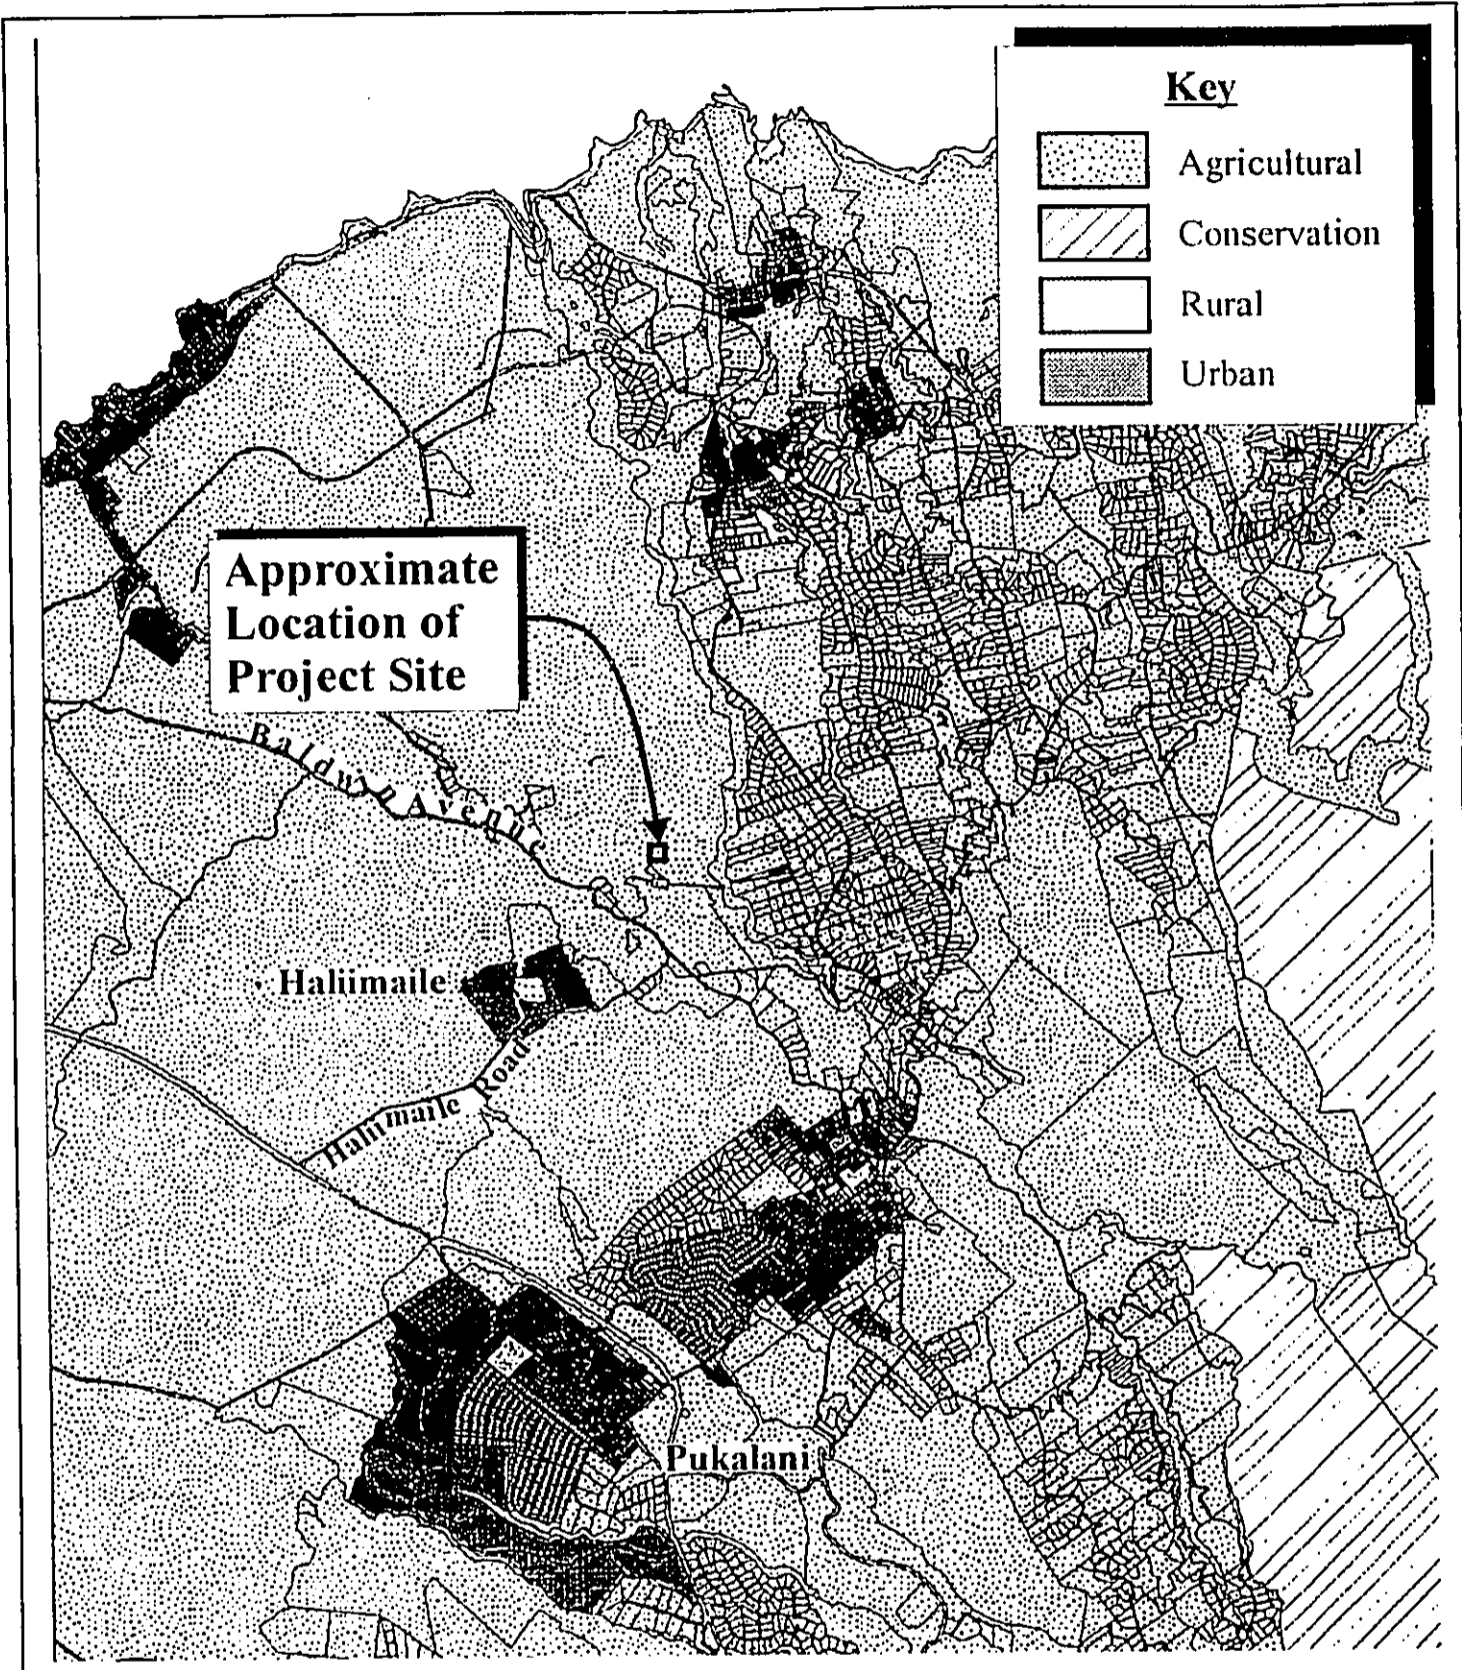 Key
Agricultural
Conservation
Rural
Urban
Approximate
Location of
Project Site
Baldwin Avenue
Haliimaile
Haliimaile Road
Pukalani